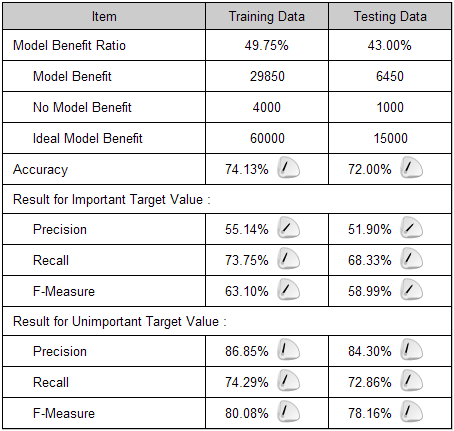 Item Training Data Testing Data
Model Benefit Ratio 49.75% 43.00%
Model Benefit 29850 6450
No Model Benefit 4000 1000
Ideal Model Benefit 60000 15000
Accuracy 74.13% 72.00%
Result for Important Target Value :
Precision 55.14% 51.90%
Recall 73.75% 68.33%
F-Measure 63.10% 58.99%
Result for Unimportant Target Value :
Precision 86.85% 84.30%
Recall 74.29% 72.86%
F-Measure 80.08% 78.16%